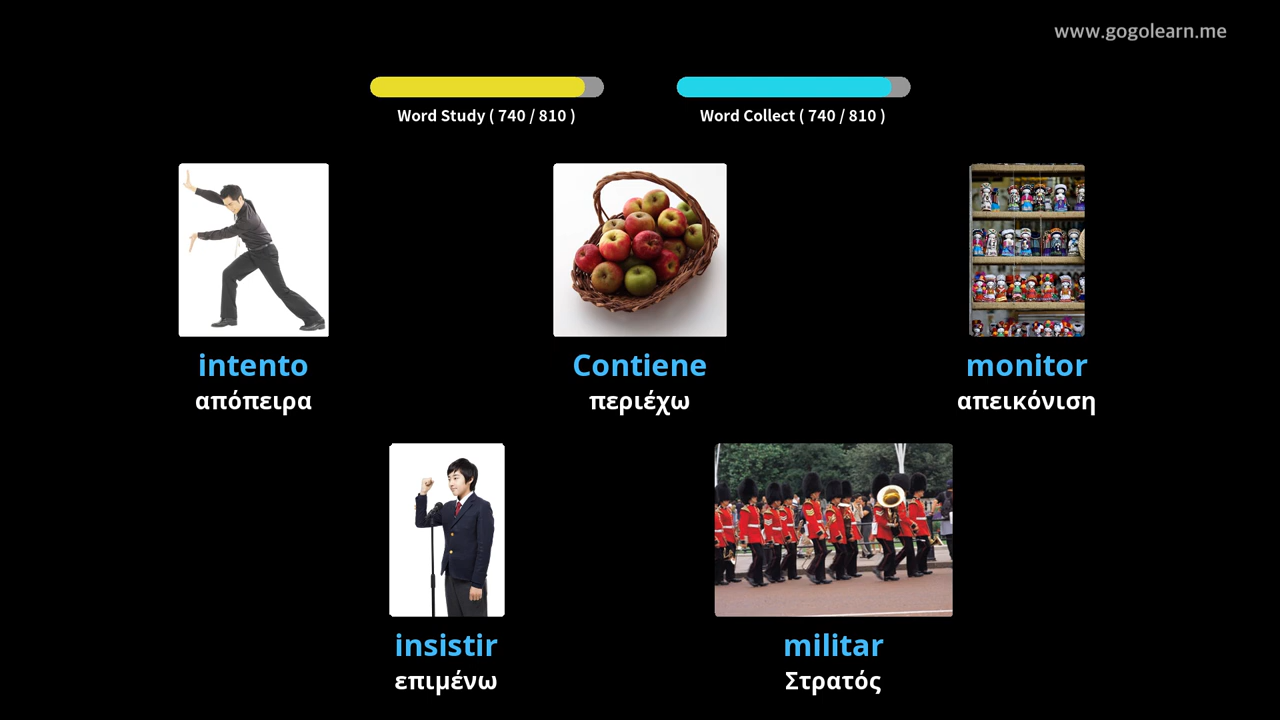 www.gogolearn.me
Word Study ( 740 / 810 )
Word Collect ( 740 / 810 )
intento
απόπειρα
Contiene
περιέχω
monitor
απεικόνιση
insistir
επιμένω
militar
Στρατός